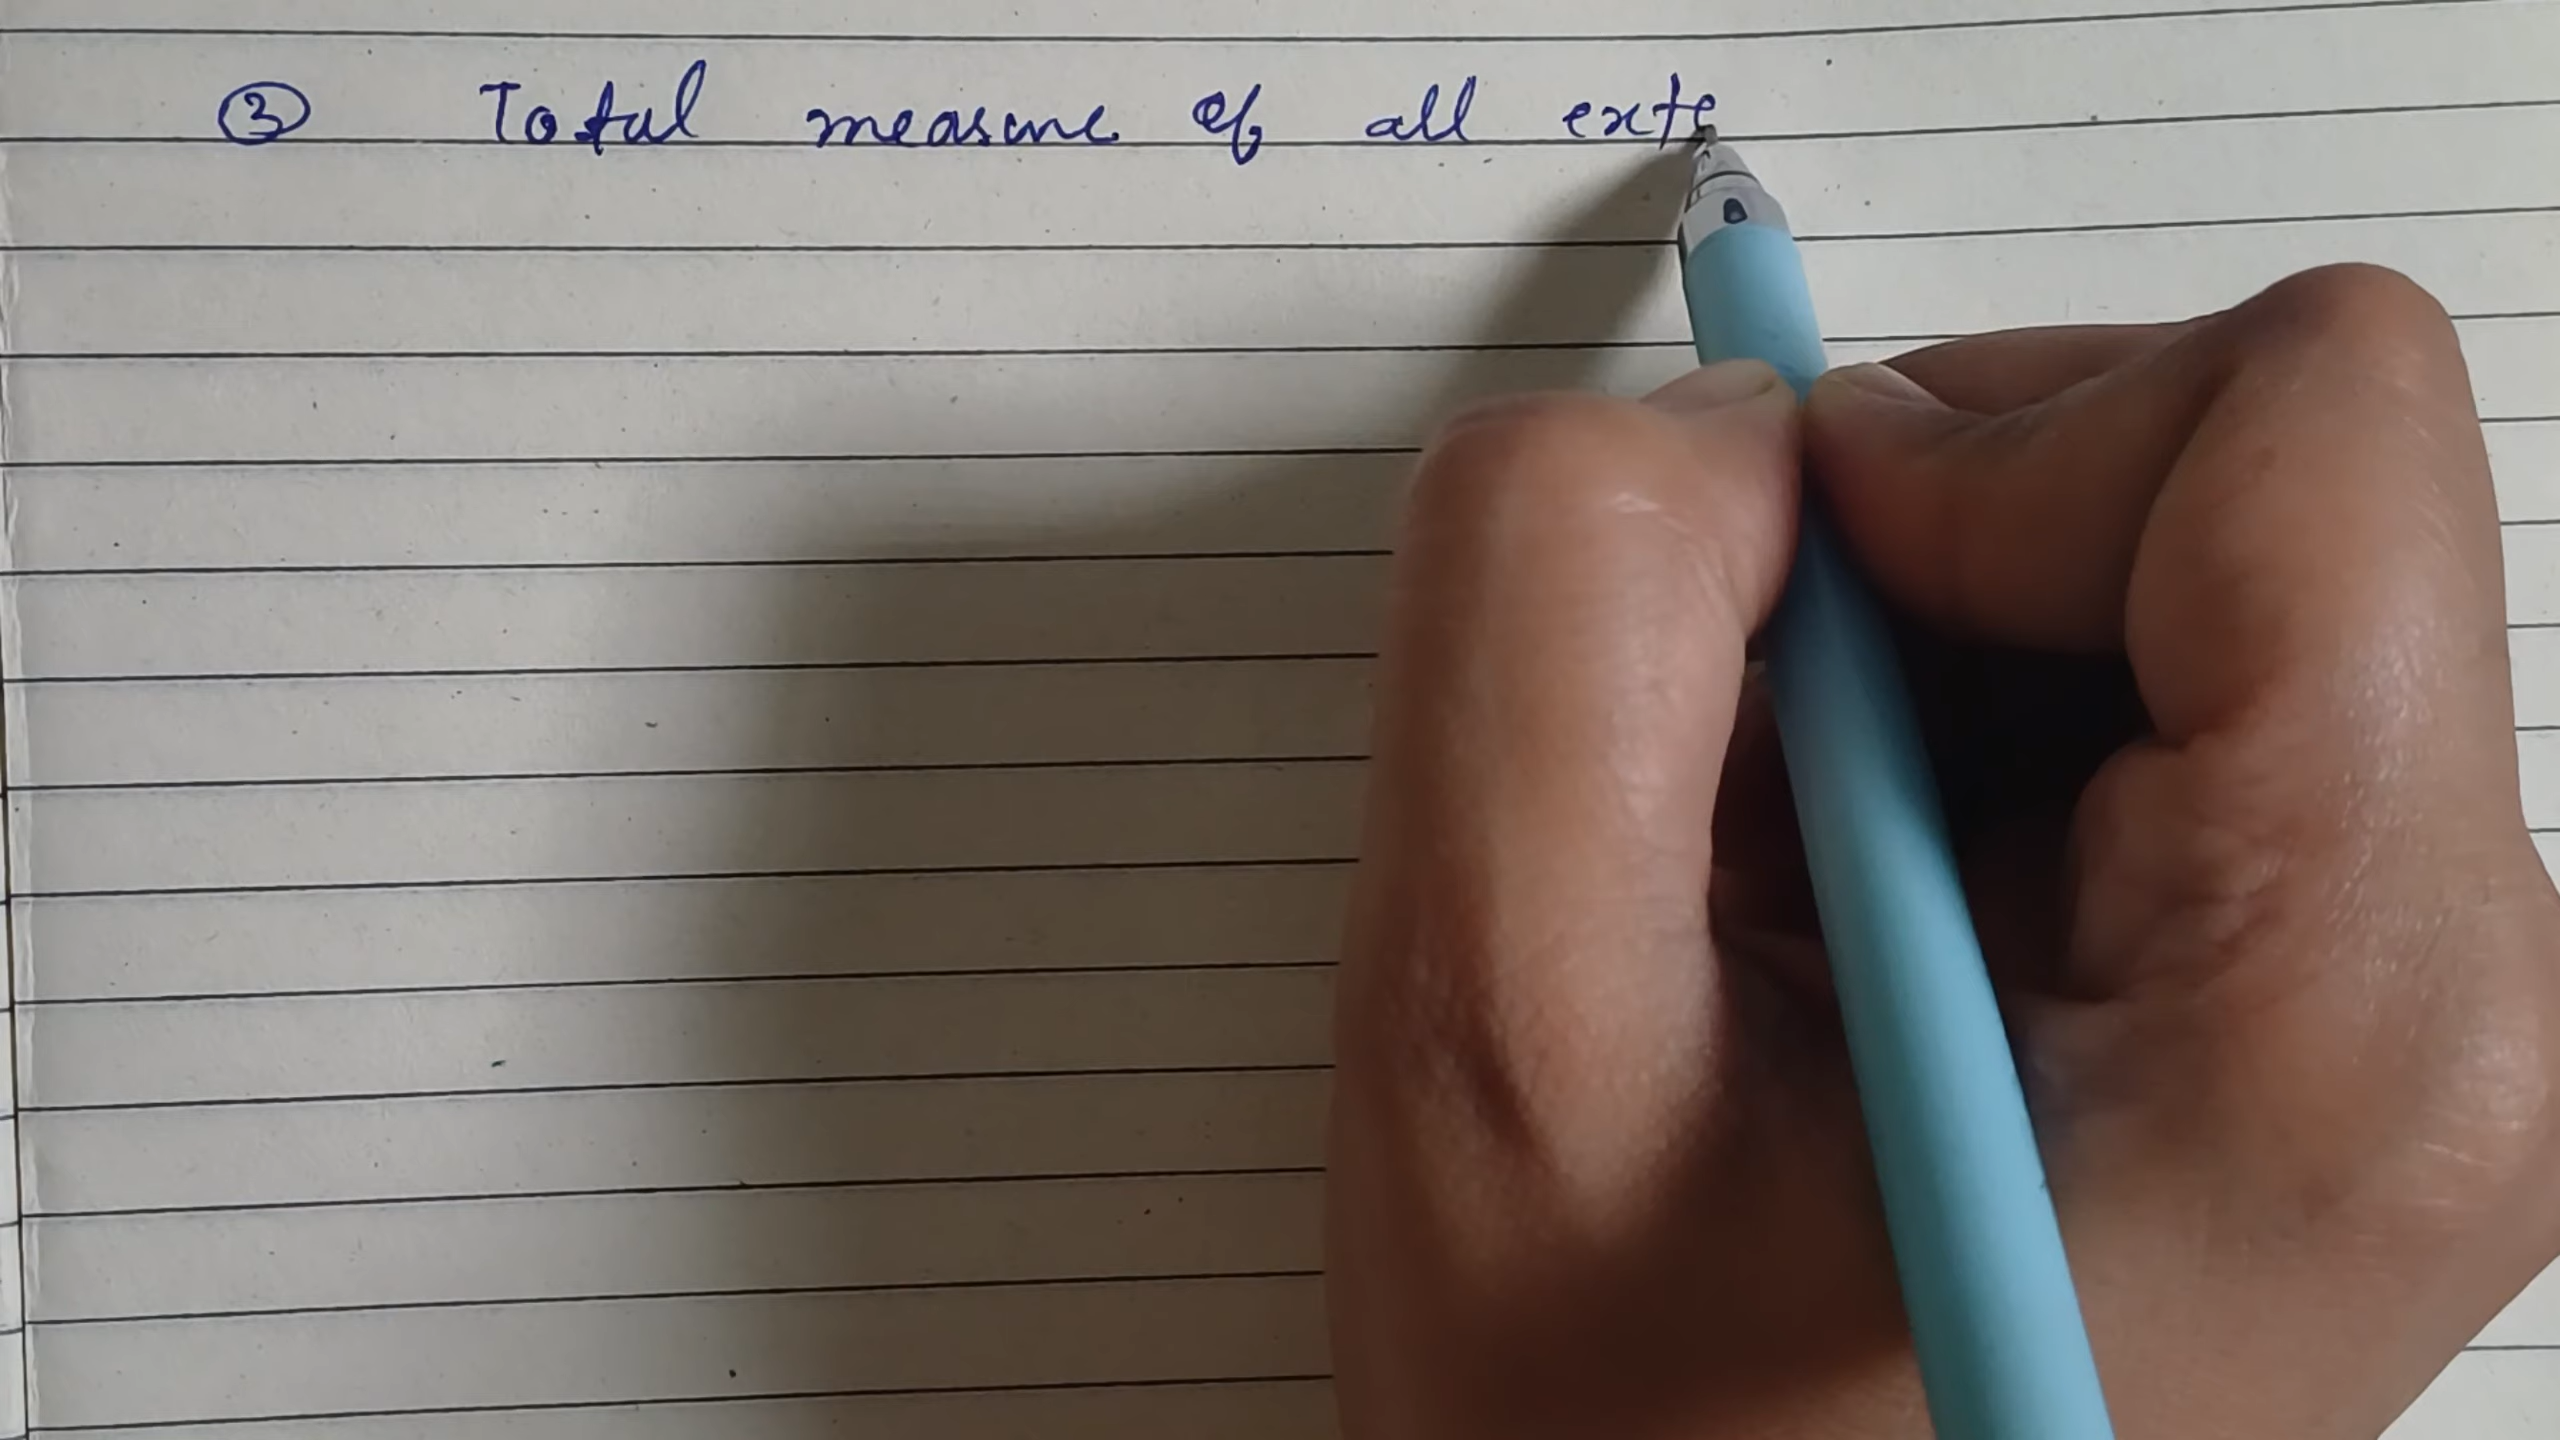 ③ Total measure of all exte